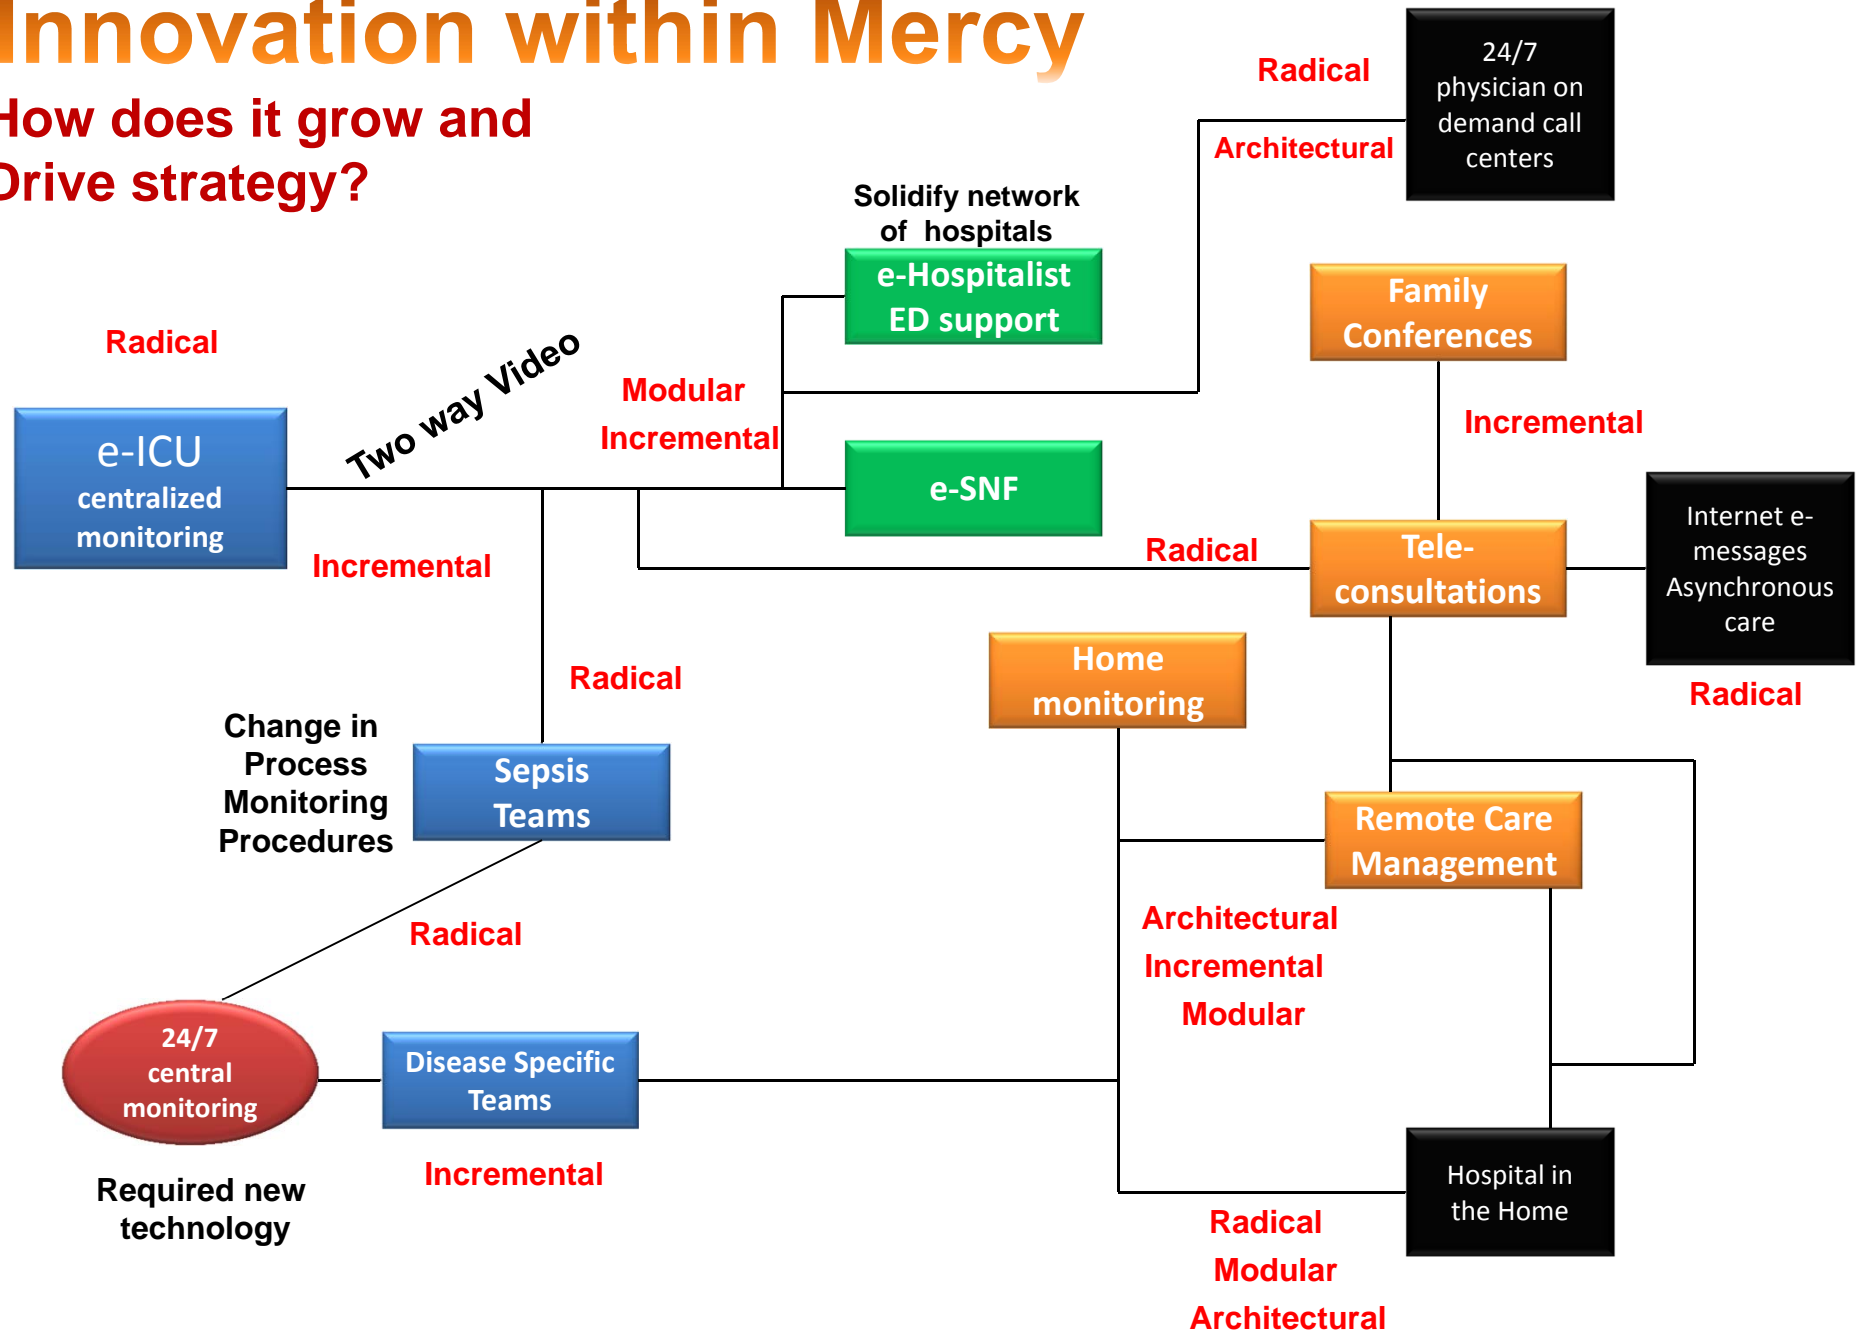 Innovation within Mercy
How does it grow and
Drive strategy?
Radical
24/7
physician on
demand call
centers
Architectural
Solidify network
of hospitals
e-Hospitalist
ED support
Family
Conferences
Radical
Two way Video
Modular
Incremental
Incremental
e-ICU
centralized
monitoring
e-SNF
Internet e-
messages
Asynchronous
care
Radical
Tele-
consultations
Incremental
Radical
Home
monitoring
Radical
Change in
Process
Monitoring
Procedures
Sepsis
Teams
Remote Care
Management
Radical
Architectural
Incremental
Modular
24/7
central
monitoring
Disease Specific
Teams
Incremental
Required new
technology
Hospital in
the Home
Radical
Modular
Architectural